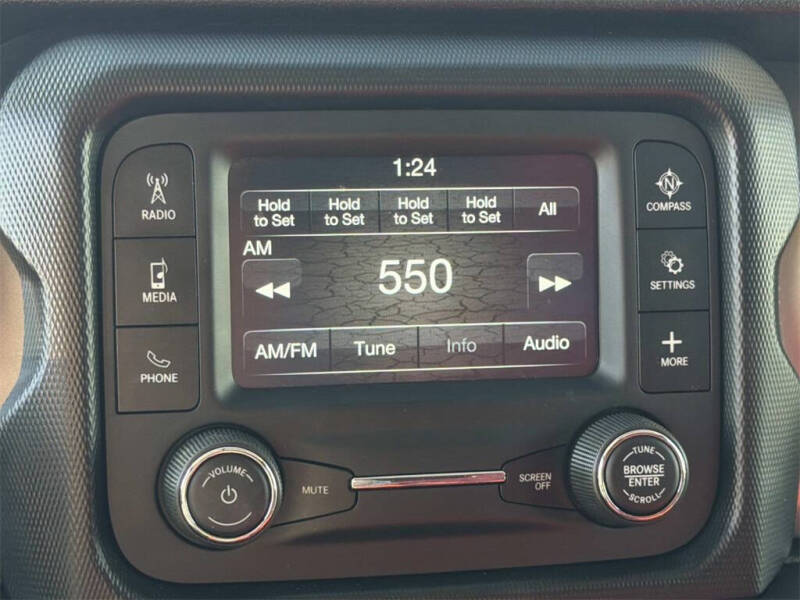 1:24
Hold to Set
Hold to Set
Hold to Set
Hold to Set
All
AM
550
AM/FM
Tune
Info
Audio
RADIO
MEDIA
PHONE
N
COMPASS
SETTINGS
MORE
VOLUME
MUTE
SCREEN
OFF
TUNE
BROWSE
ENTER
SCROLL